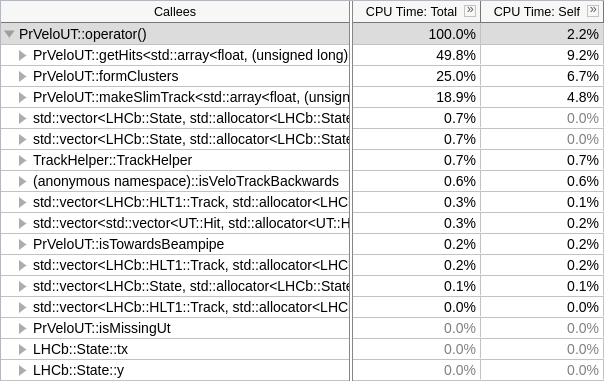 Callees CPU Time: Total » CPU Time: Self »
PrVeloUT::operator() 100.0% 2.2%
PrVeloUT::getHits<std::array<float, (unsigned long) 49.8% 9.2%
PrVeloUT::formClusters 25.0% 6.7%
PrVeloUT::makeSlimTrack<std::array<float, (unsign 18.9% 4.8%
std::vector<LHCb::State, std::allocator<LHCb::State 0.7% 0.0%
std::vector<LHCb::State, std::allocator<LHCb::State 0.7% 0.0%
TrackHelper::TrackHelper 0.7% 0.7%
(anonymous namespace)::isVeloTrackBackwards 0.6% 0.6%
std::vector<LHCb::HLT1::Track, std::allocator<LHC 0.3% 0.1%
std::vector<std::vector<UT::Hit, std::allocator<UT::H 0.3% 0.2%
PrVeloUT::isTowardsBeampipe 0.2% 0.2%
std::vector<LHCb::HLT1::Track, std::allocator<LHC 0.2% 0.2%
std::vector<LHCb::State, std::allocator<LHCb::State 0.1% 0.1%
std::vector<LHCb::HLT1::Track, std::allocator<LHC 0.0% 0.0%
PrVeloUT::isMissingUt 0.0% 0.0%
LHCb::State::tx 0.0% 0.0%
LHCb::State::y 0.0% 0.0%